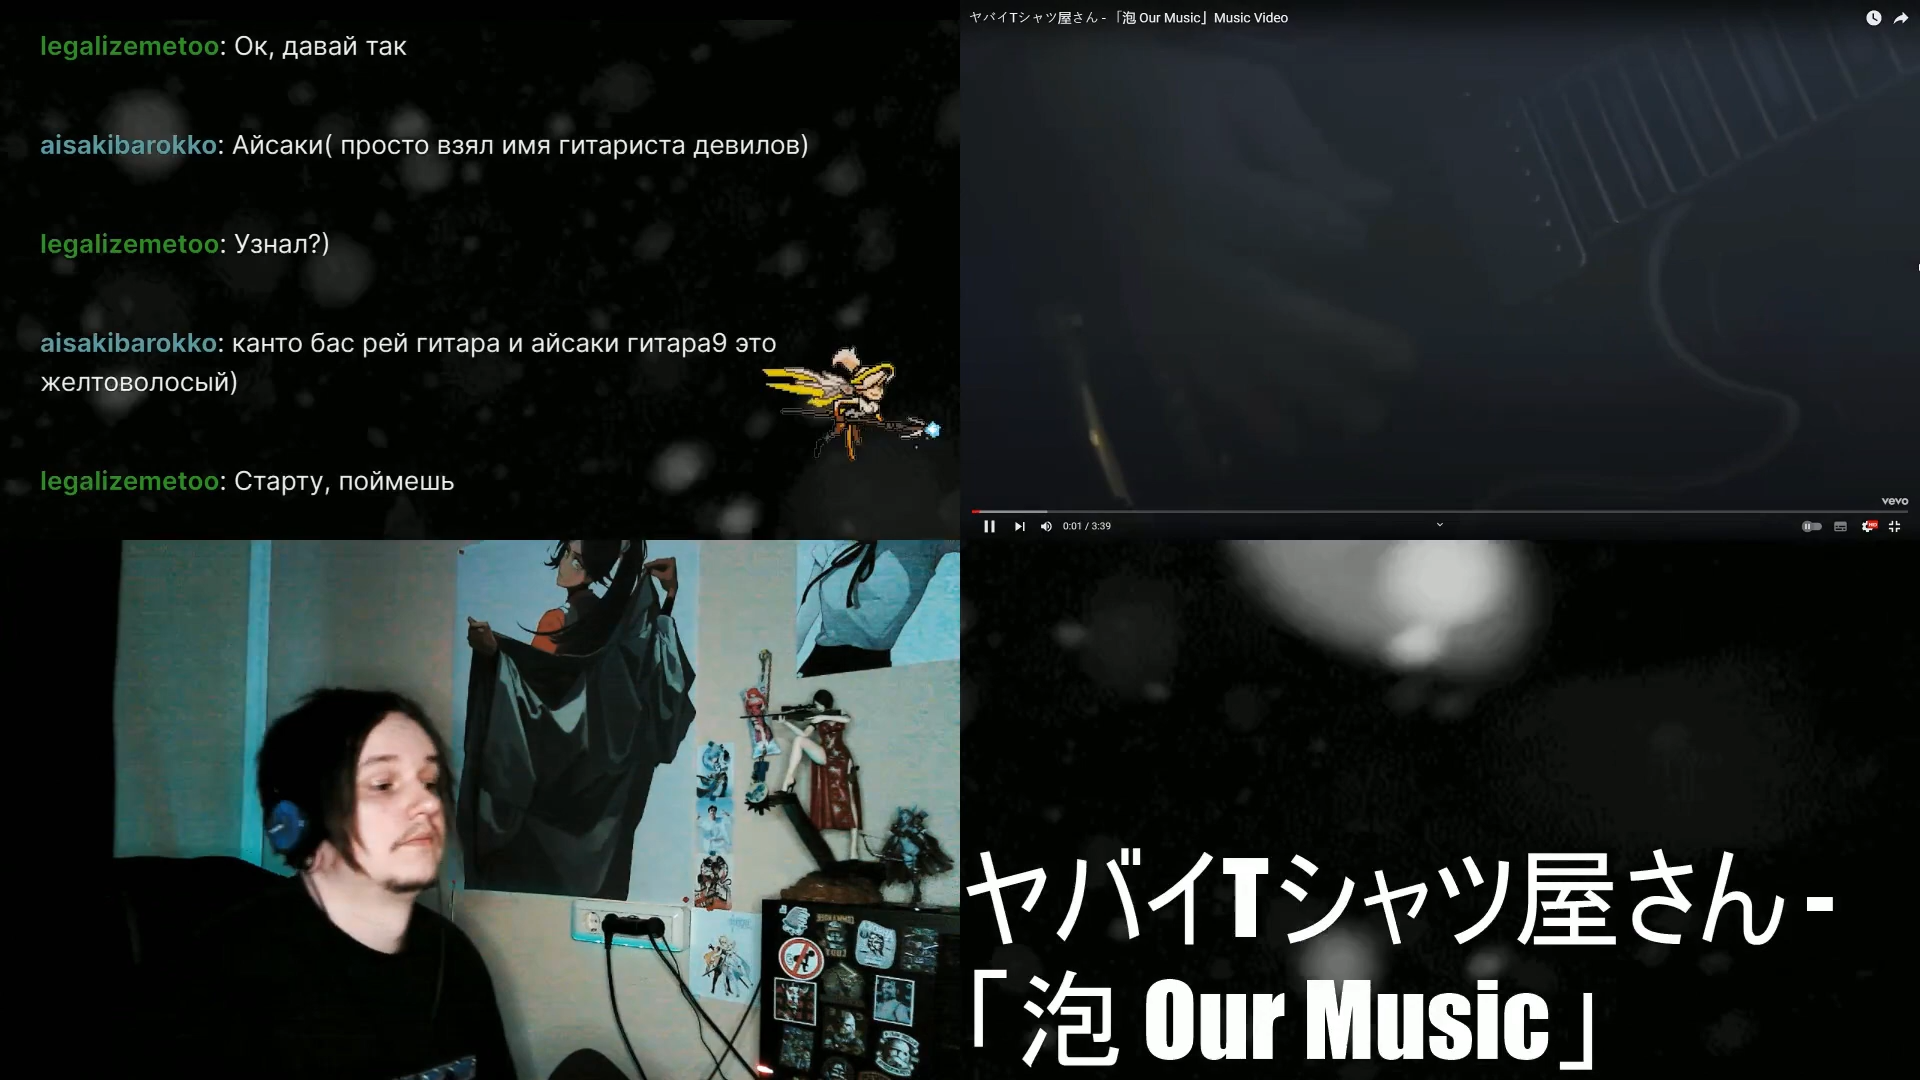 legalizemetoo: Ок, давай так
aisakibarokko: Айсаки( просто взял имя гитариста девилов)
legalizemetoo: Узнал?)
aisakibarokko: канто бас рей гитара и айсаки гитара9 это
желтоволосый)
legalizemetoo: Старту, поймешь
ヤバイTシャツ屋さん - 「泡 Our Music」Music Video
vevo
0:01 / 3:39
ヤバイTシャツ屋さん -
「泡 Our Music」